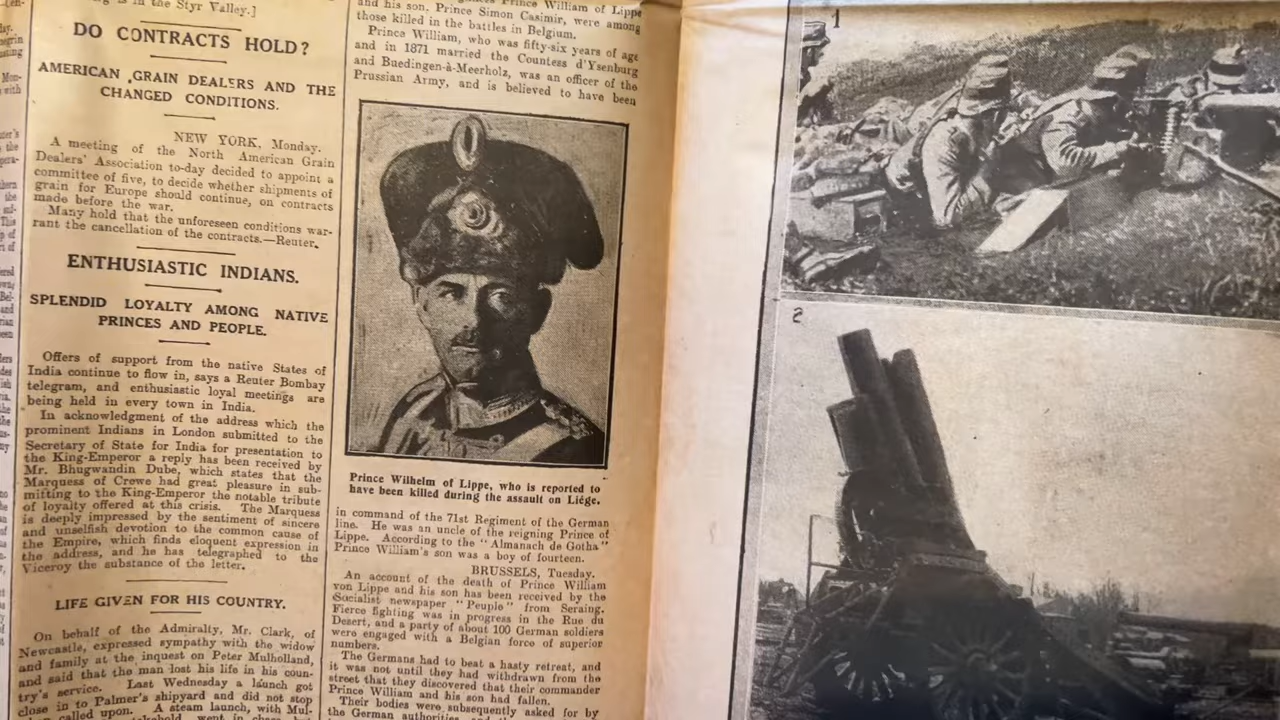 g is in the Styr Valley.]
DO CONTRACTS HOLD?
AMERICAN GRAIN DEALERS AND THE
CHANGED CONDITIONS.
NEW YORK, Monday.
A meeting of the North American Grain
Dealers' Association to-day decided to appoint a
committee of five, to decide whether shipments of
grain for Europe should continue, on contracts
made before the war.
Many hold that the unforeseen conditions war-
rant the cancellation of the contracts.—Reuter.
ENTHUSIASTIC INDIANS.
SPLENDID LOYALTY AMONG NATIVE
PRINCES AND PEOPLE.
Offers of support from the native States of
India continue to flow in, says a Reuter Bombay
telegram, and enthusiastic loyal meetings are
being held in every town in India.
In acknowledgment of the address which the
prominent Indians in London submitted to the
Secretary of State for India for presentation to
the King-Emperor a reply has been received by
Mr. Bhugwandin Dube, which states that the
Marquess of Crewe had great pleasure in sub-
mitting to the King-Emperor the notable tribute
of loyalty offered at this crisis. The Marquess
is deeply impressed by the sentiment of sincere
and unselfish devotion to the common cause of
the Empire, which finds eloquent expression in
the address, and he has telegraphed to the
Viceroy the substance of the letter.
LIFE GIVEN FOR HIS COUNTRY.
On behalf of the Admiralty, Mr. Clark, of
Newcastle, expressed sympathy with the widow
and family at the inquest on Peter Mulholland,
and said that the man lost his life in his coun-
try's service. Last Wednesday a launch got
close in to Palmer's shipyard and did not stop
called upon. A steam launch, with Mul-
went in
Prince William of Lippe
and his son, Prince Simon Casimir, were among
those killed in the battles in Belgium.
Prince William, who was fifty-six years of age
and in 1871 married the Countess d'Ysenburg
and Buedingen-à-Meerholz, was an officer of the
Prussian Army, and is believed to have been
Prince Wilhelm of Lippe, who is reported to
have been killed during the assault on Liége.
in command of the 71st Regiment of the German
line. He was an uncle of the reigning Prince of
Lippe. According to the "Almanach de Gotha"
Prince William's son was a boy of fourteen.
BRUSSELS, Tuesday.
An account of the death of Prince William
von Lippe and his son has been received by the
Socialist newspaper "Peuple" from Seraing.
Fierce fighting was in progress in the Rue du
Desert, and a party of about 100 German soldiers
were engaged with a Belgian force of superior
numbers.
The Germans had to beat a hasty retreat, and
it was not until they had withdrawn from the
street that they discovered that their commander
Prince William and his son had fallen.
Their bodies were subsequently asked for by
the German authorities,
1
2